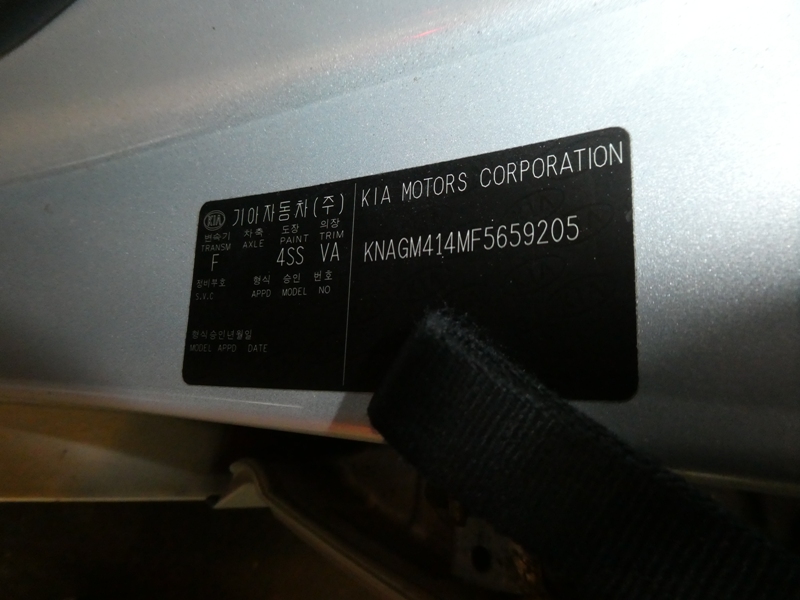 KIA 기아자동차(주)
변속기 차축 도장 의장
TRANSM AXLE PAINT TRIM
F 4SS VA
정비부호 형식 승인 번호
S.V.C APPD MODEL NO
형식승인년월일
MODEL APPD DATE
KIA MOTORS CORPORATION
KNAGM414MF5659205